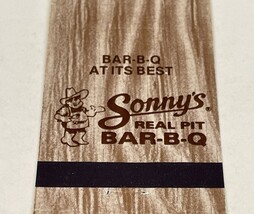 BAR-B-Q
AT ITS BEST
Sonny's®
REAL PIT
BAR-B-Q